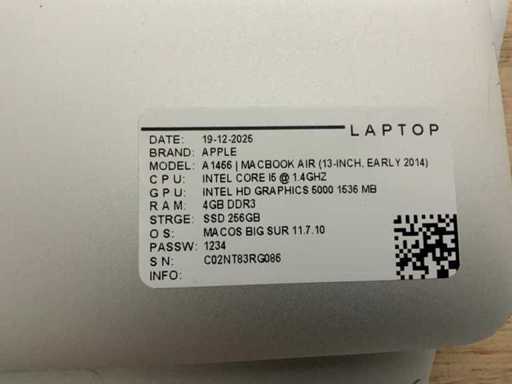 LAPTOP
DATE: 19-12-2025
BRAND: APPLE
MODEL: A1466 | MACBOOK AIR (13-INCH, EARLY 2014)
CPU: INTEL CORE I5 @ 1.4GHZ
GPU: INTEL HD GRAPHICS 5000 1536 MB
RAM: 4GB DDR3
STRGE: SSD 256GB
OS: MACOS BIG SUR 11.7.10
PASSW: 1234
SN: C02NT83RG086
INFO: